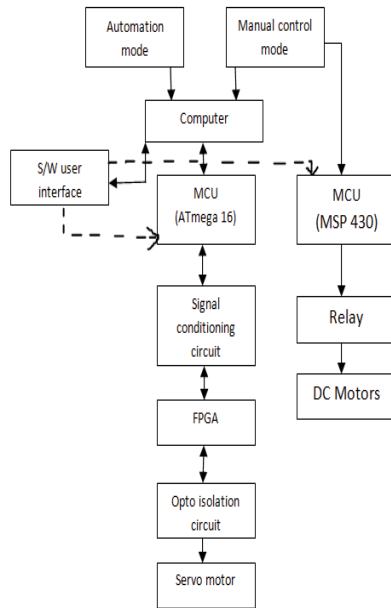 Automation
mode
Manual control
mode
Computer
S/W user
interface
MCU
(ATmega 16)
MCU
(MSP 430)
Signal
conditioning
circuit
Relay
DC Motors
FPGA
Opto isolation
circuit
Servo motor